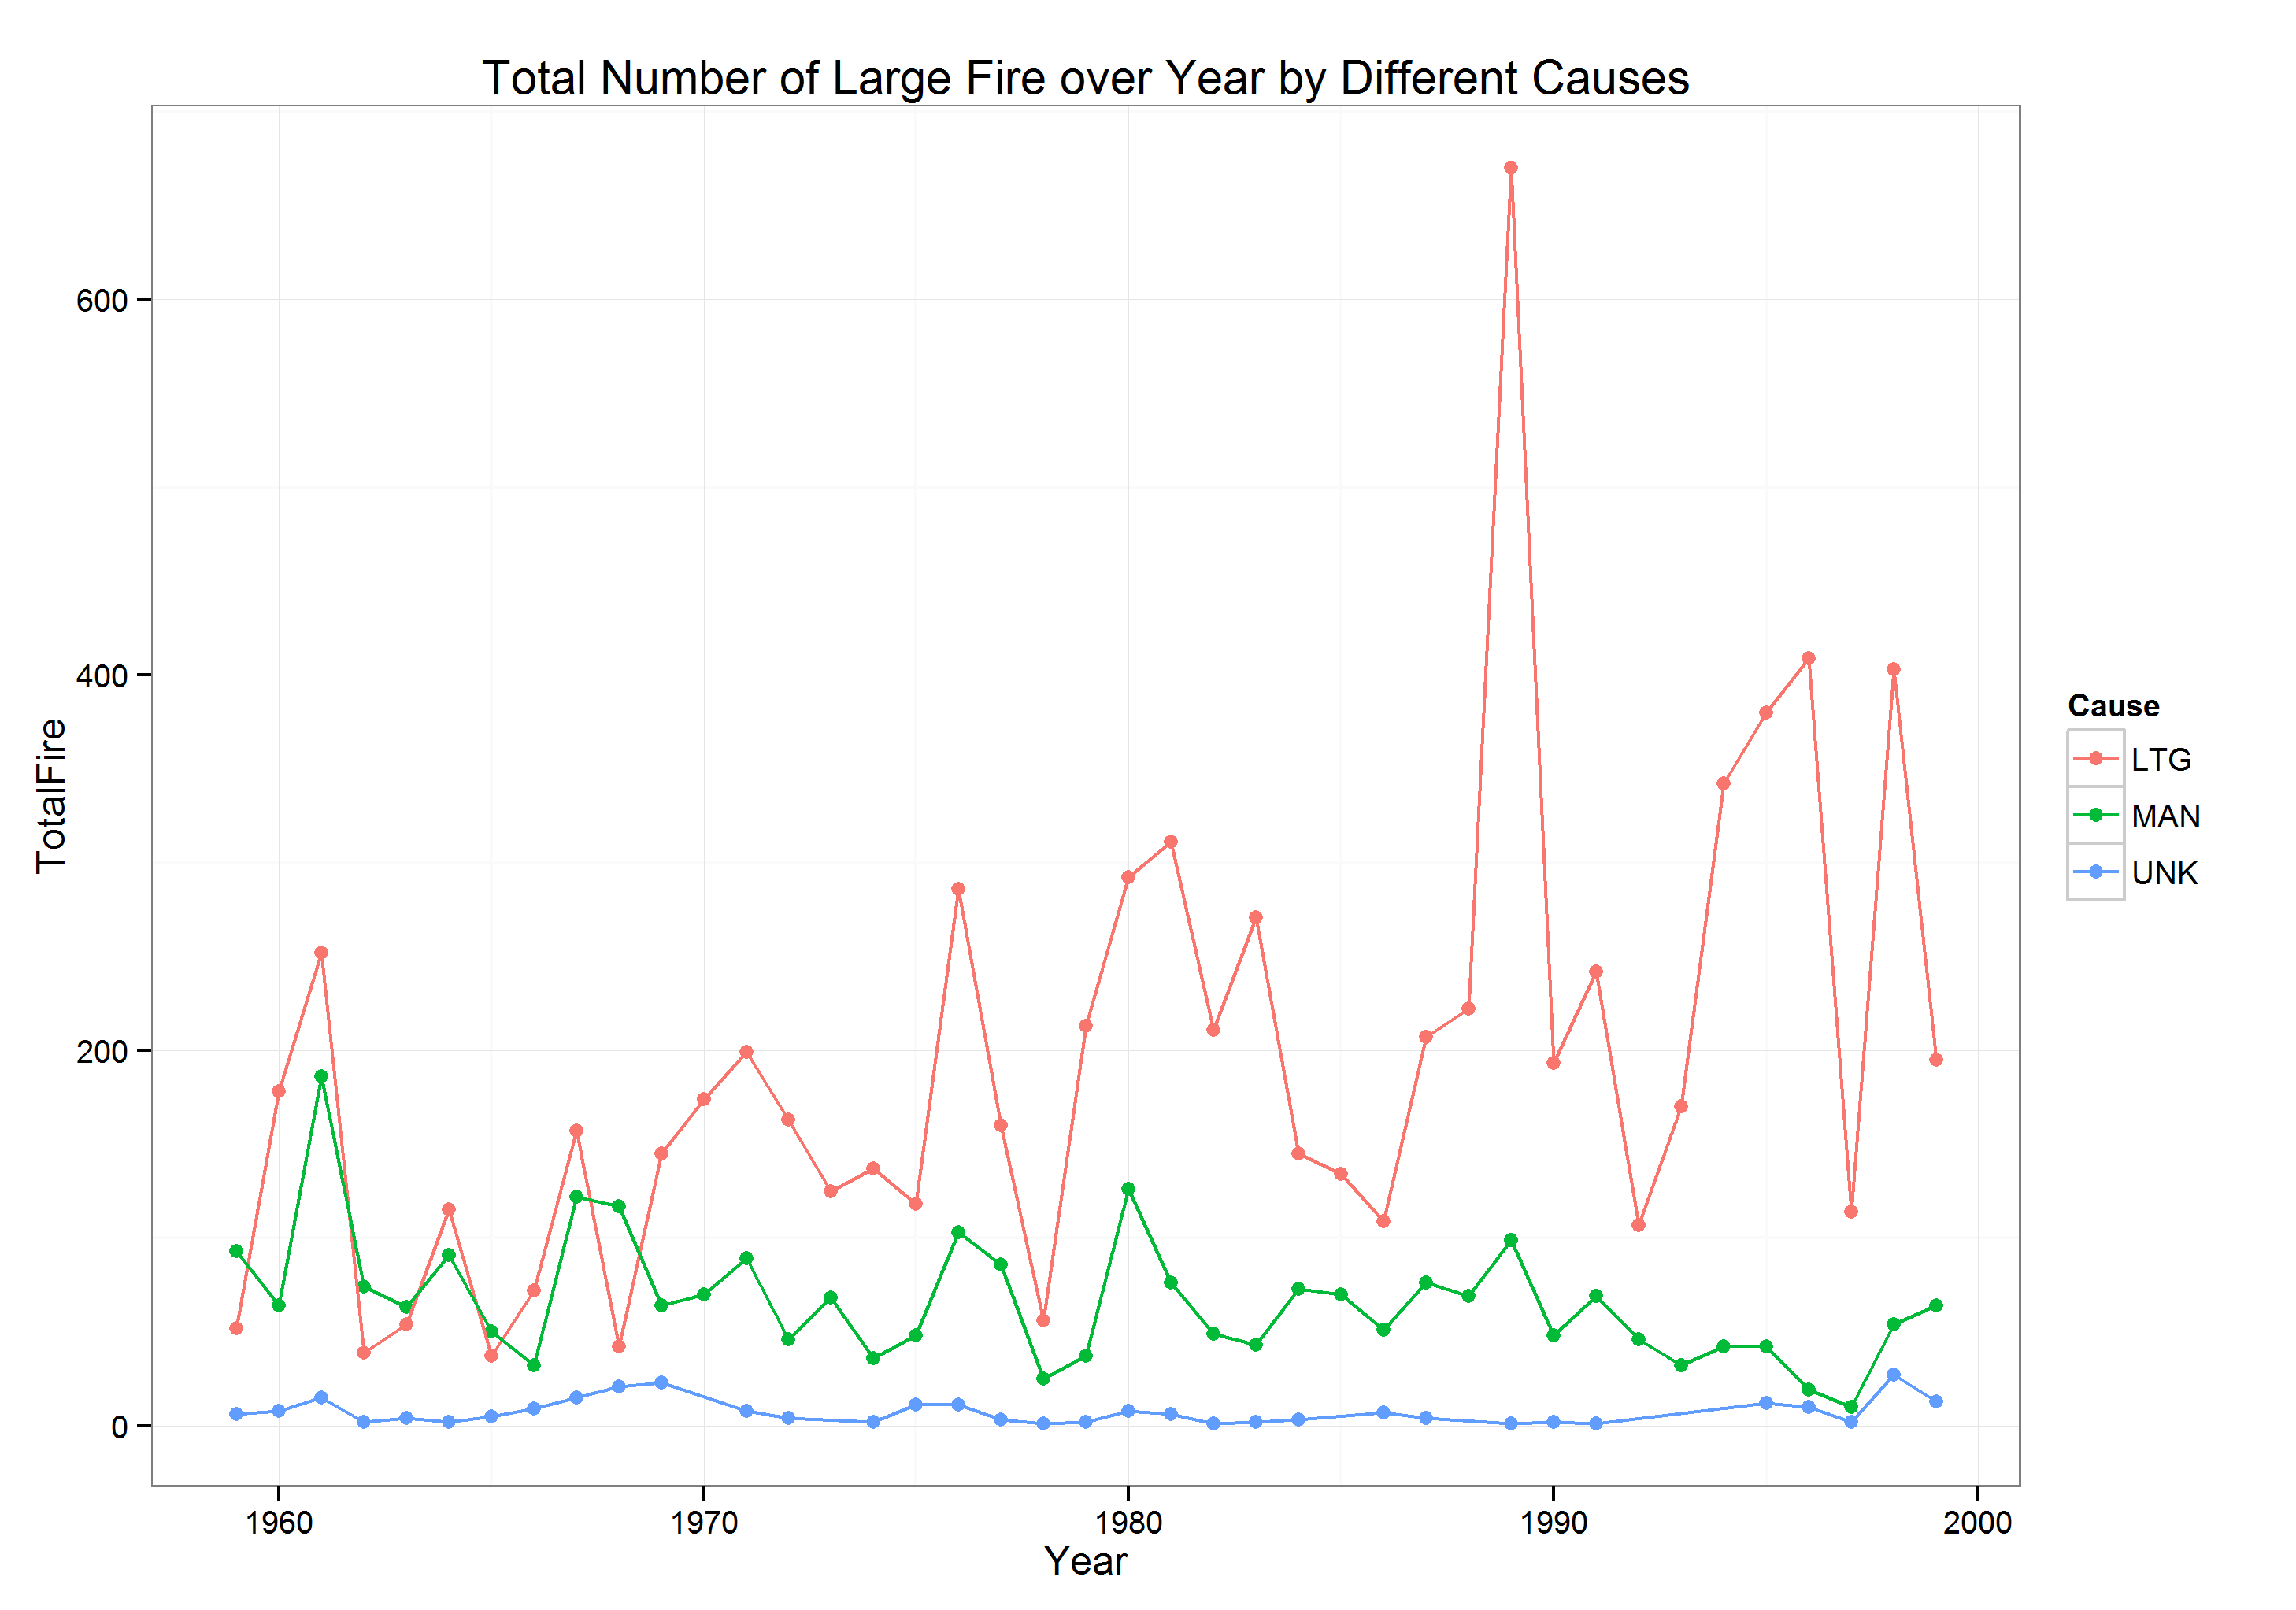 Total Number of Large Fire over Year by Different Causes
TotalFire
600
400
200
0
1960
1970
1980
1990
2000
Year
Cause
LTG
MAN
UNK